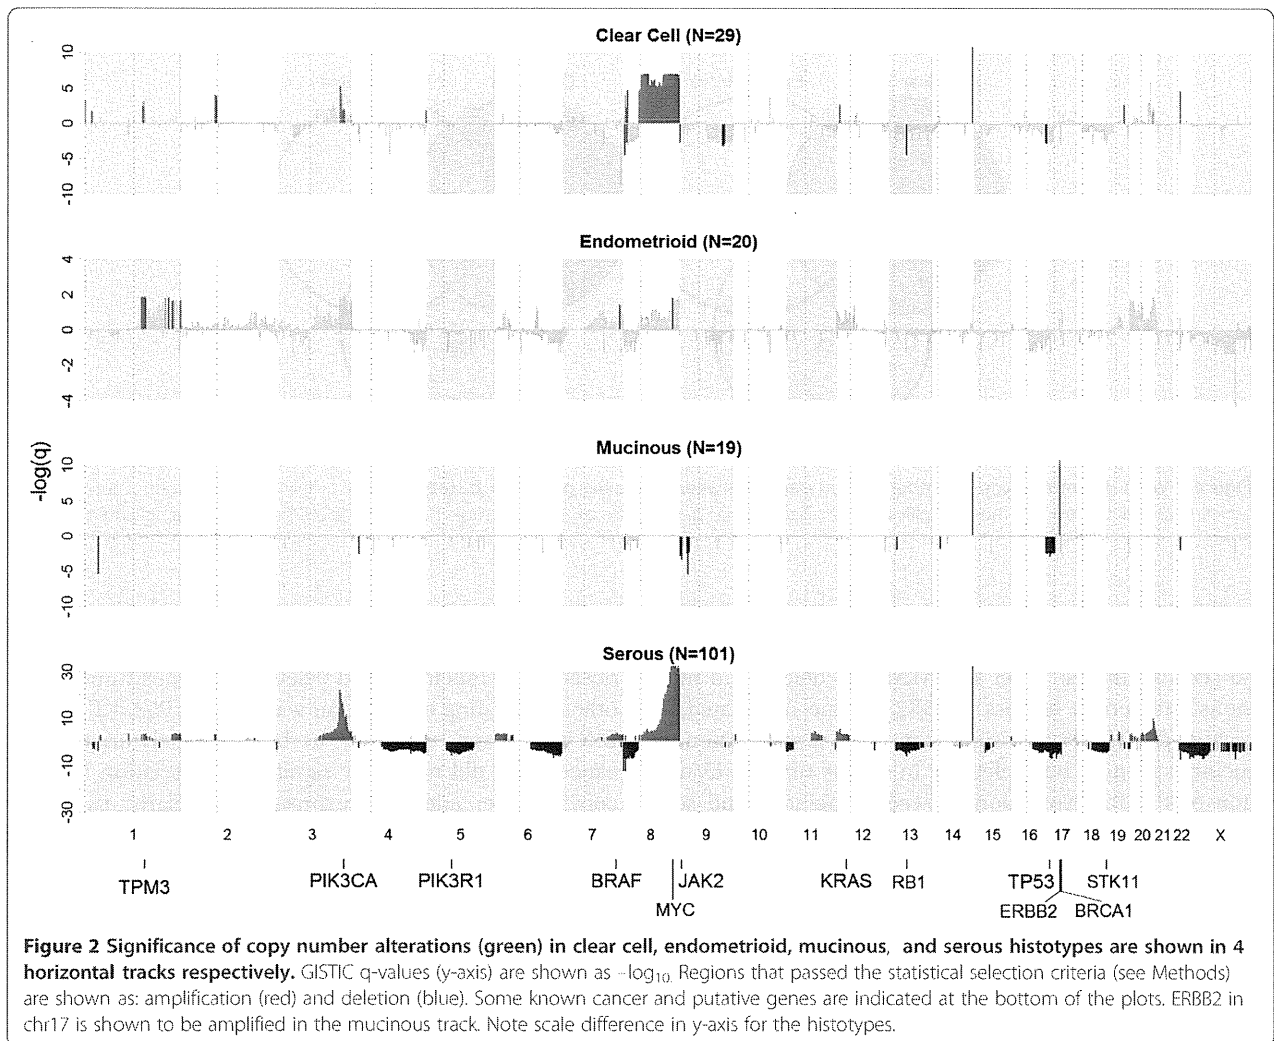 Clear Cell (N=29)
10
5
0
-5
-10
Endometrioid (N=20)
4
2
0
-2
-4
-log(q)
Mucinous (N=19)
10
5
0
-5
-10
Serous (N=101)
30
10
-10
-30
1 2 3 4 5 6 7 8 9 10 11 12 13 14 15 16 17 18 19 20 21 22 X
TPM3 PIK3CA PIK3R1 BRAF JAK2 KRAS RB1 TP53 STK11
MYC ERBB2 BRCA1
Figure 2 Significance of copy number alterations (green) in clear cell, endometrioid, mucinous, and serous histotypes are shown in 4
horizontal tracks respectively. GISTIC q-values (y-axis) are shown as –log10. Regions that passed the statistical selection criteria (see Methods)
are shown as: amplification (red) and deletion (blue). Some known cancer and putative genes are indicated at the bottom of the plots. ERBB2 in
chr17 is shown to be amplified in the mucinous track. Note scale difference in y-axis for the histotypes.